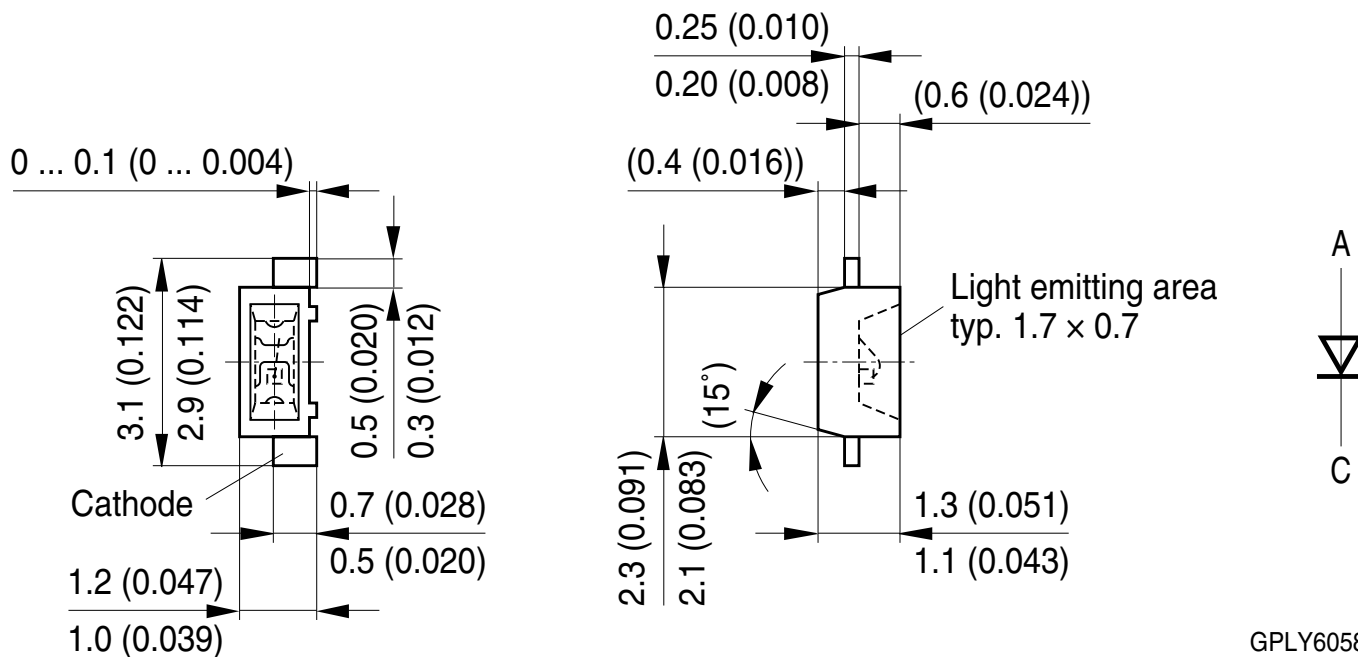 0.25 (0.010)
0.20 (0.008)
(0.6 (0.024))
0 ... 0.1 (0 ... 0.004)
(0.4 (0.016))
3.1 (0.122)
2.9 (0.114)
0.5 (0.020)
0.3 (0.012)
Cathode
0.7 (0.028)
0.5 (0.020)
1.2 (0.047)
1.0 (0.039)
Light emitting area
typ. 1.7 × 0.7
(15°)
2.3 (0.091)
2.1 (0.083)
1.3 (0.051)
1.1 (0.043)
A
C
GPLY6058